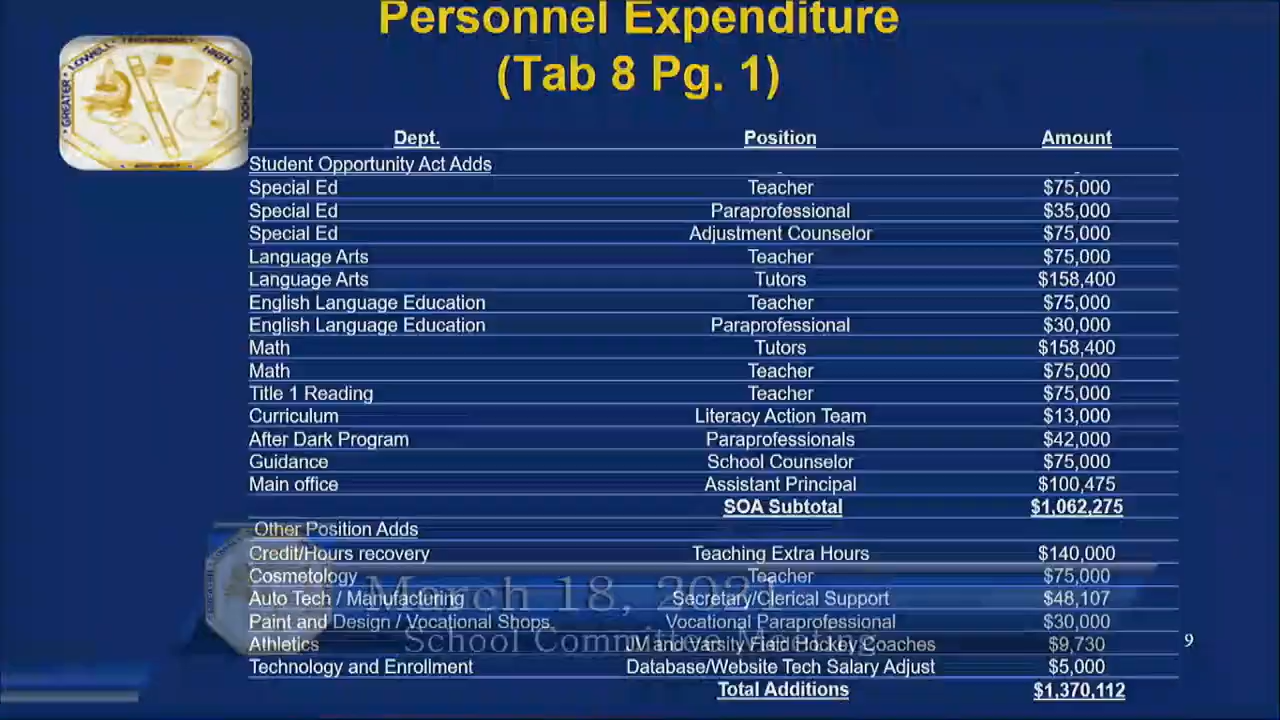 Personnel Expenditure
(Tab 8 Pg. 1)
GREATER LOWELL TECHNICAL HIGH SCHOOL
Dept. Position Amount
Student Opportunity Act Adds - -
Special Ed Teacher $75,000
Special Ed Paraprofessional $35,000
Special Ed Adjustment Counselor $75,000
Language Arts Teacher $75,000
Language Arts Tutors $158,400
English Language Education Teacher $75,000
English Language Education Paraprofessional $30,000
Math Tutors $158,400
Math Teacher $75,000
Title 1 Reading Teacher $75,000
Curriculum Literacy Action Team $13,000
After Dark Program Paraprofessionals $42,000
Guidance School Counselor $75,000
Main office Assistant Principal $100,475
SOA Subtotal $1,062,275
Other Position Adds
Credit/Hours recovery Teaching Extra Hours $140,000
Cosmetology Teacher $75,000
Auto Tech / Manufacturing Secretary/Clerical Support $48,107
Paint and Design / Vocational Shops Vocational Paraprofessional $30,000
Athletics JM and Varsity Field Hockey Coaches $9,730
Technology and Enrollment Database/Website Tech Salary Adjust $5,000
Total Additions $1,370,112
March 18, 2021
School Committee Meeting
9